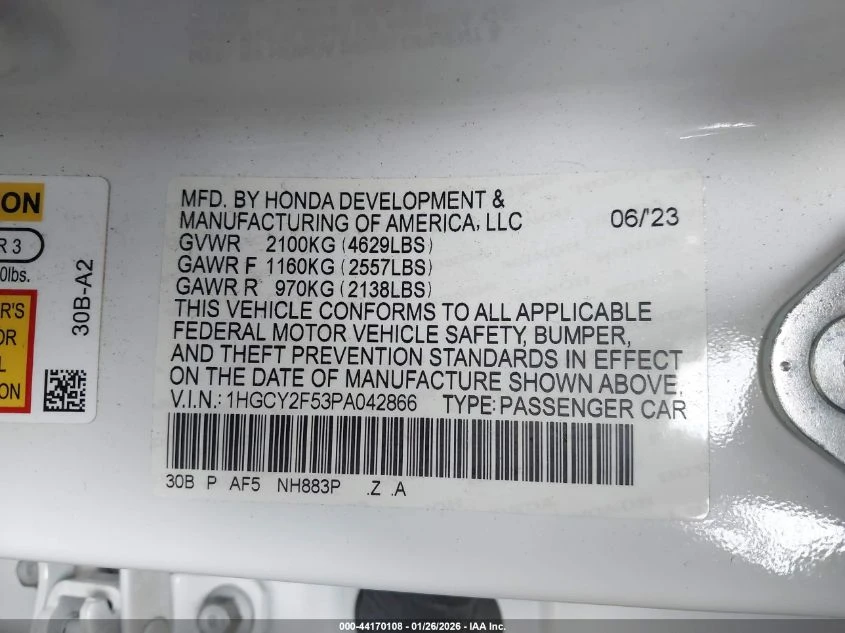 MFD. BY HONDA DEVELOPMENT &
MANUFACTURING OF AMERICA, LLC 06/'23
GVWR 2100KG (4629LBS)
GAWR F 1160KG (2557LBS)
GAWR R 970KG (2138LBS)
THIS VEHICLE CONFORMS TO ALL APPLICABLE
FEDERAL MOTOR VEHICLE SAFETY, BUMPER,
AND THEFT PREVENTION STANDARDS IN EFFECT
ON THE DATE OF MANUFACTURE SHOWN ABOVE.
V.I.N.: 1HGCY2F53PA042866 TYPE: PASSENGER CAR
30B P AF5 NH883P .Z .A
ON
R 3
0lbs.
'S
OR
L
ON
30B-A2
000-44170108 - 01/26/2026 - IAA Inc.